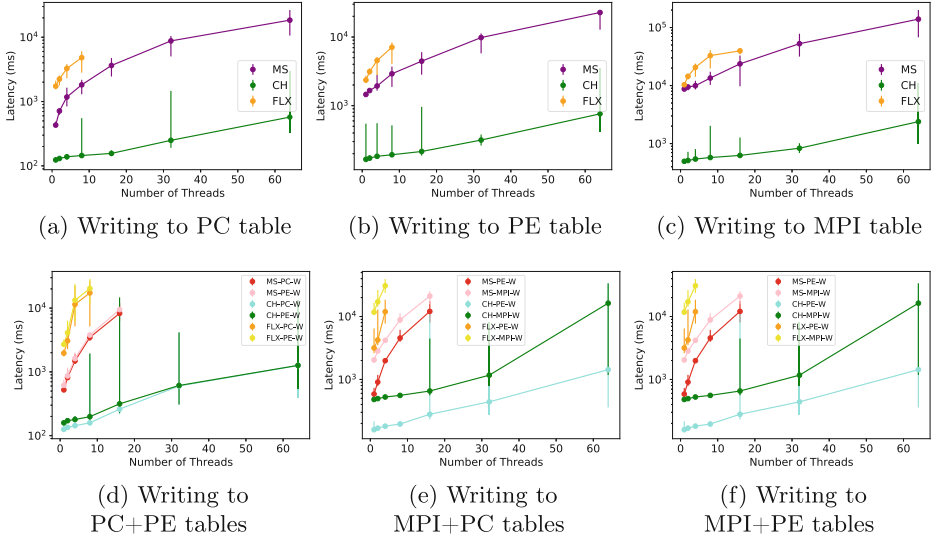 Latency (ms)
10^4
10^3
10^2
0 10 20 30 40 50 60
Number of Threads
MS
CH
FLX
(a) Writing to PC table
Latency (ms)
10^4
10^3
0 10 20 30 40 50 60
Number of Threads
MS
CH
FLX
(b) Writing to PE table
Latency (ms)
10^5
10^4
10^3
0 10 20 30 40 50 60
Number of Threads
MS
CH
FLX
(c) Writing to MPI table
Latency (ms)
10^4
10^3
10^2
0 10 20 30 40 50 60
Number of Threads
MS-PC-W
MS-PE-W
CH-PC-W
CH-PE-W
FLX-PC-W
FLX-PE-W
(d) Writing to
PC+PE tables
Latency (ms)
10^4
10^3
0 10 20 30 40 50 60
Number of Threads
MS-PE-W
MS-MPI-W
CH-PE-W
CH-MPI-W
FLX-PE-W
FLX-MPI-W
(e) Writing to
MPI+PC tables
Latency (ms)
10^4
10^3
0 10 20 30 40 50 60
Number of Threads
MS-PE-W
MS-MPI-W
CH-PE-W
CH-MPI-W
FLX-PE-W
FLX-MPI-W
(f) Writing to
MPI+PE tables